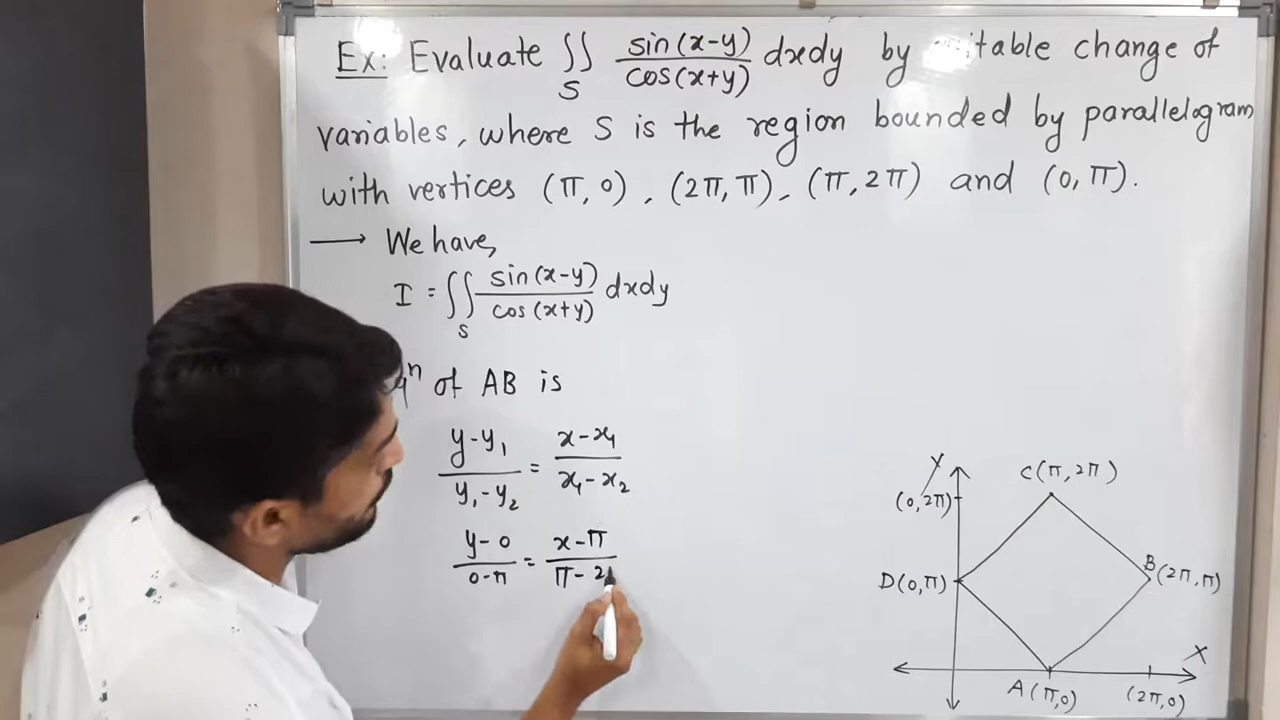 Ex: Evaluate ∬_S sin(x-y)/cos(x+y) dxdy by change of
variables, where S is the region bounded by parallelogram
with vertices (π, 0), (2π, π), (π, 2π) and (0, π).
⟶ We have,
I = ∬_S sin(x-y)/cos(x+y) dxdy
of AB is
(y-y₁)/(y₁-y₂) = (x-x₁)/(x₁-x₂)
(y-0)/(0-π) = (x-π)/(π-2
Y
C(π, 2π)
(0, 2π)
B(2π, π)
D(0, π)
X
A(π, 0)
(2π, 0)